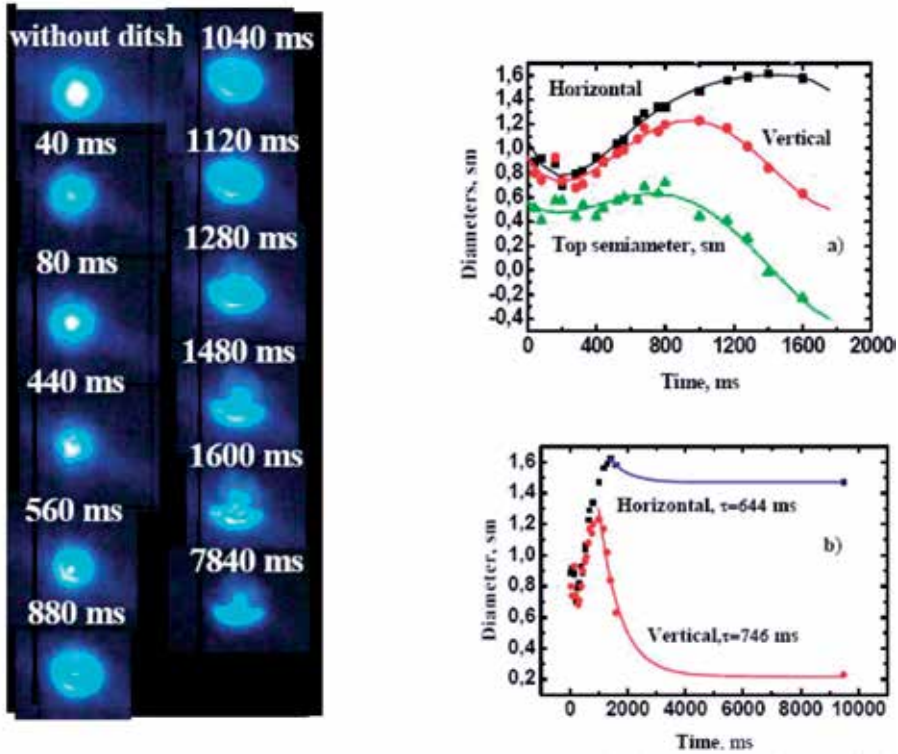 without ditsh
40 ms
80 ms
440 ms
560 ms
880 ms
1040 ms
1120 ms
1280 ms
1480 ms
1600 ms
7840 ms
Diameters, sm
1,6
1,4
1,2
1,0
0,8
0,6
0,4
0,2
0,0
-0,2
-0,4
Horizontal
Vertical
Top semiameter, sm
a)
0 400 800 1200 1600 2000
Time, ms
Diameter, sm
1,6
1,4
1,2
1,0
0,8
0,6
0,4
0,2
Horizontal, τ=644 ms
b)
Vertical,τ=746 ms
0 2000 4000 6000 8000 10000
Time, ms